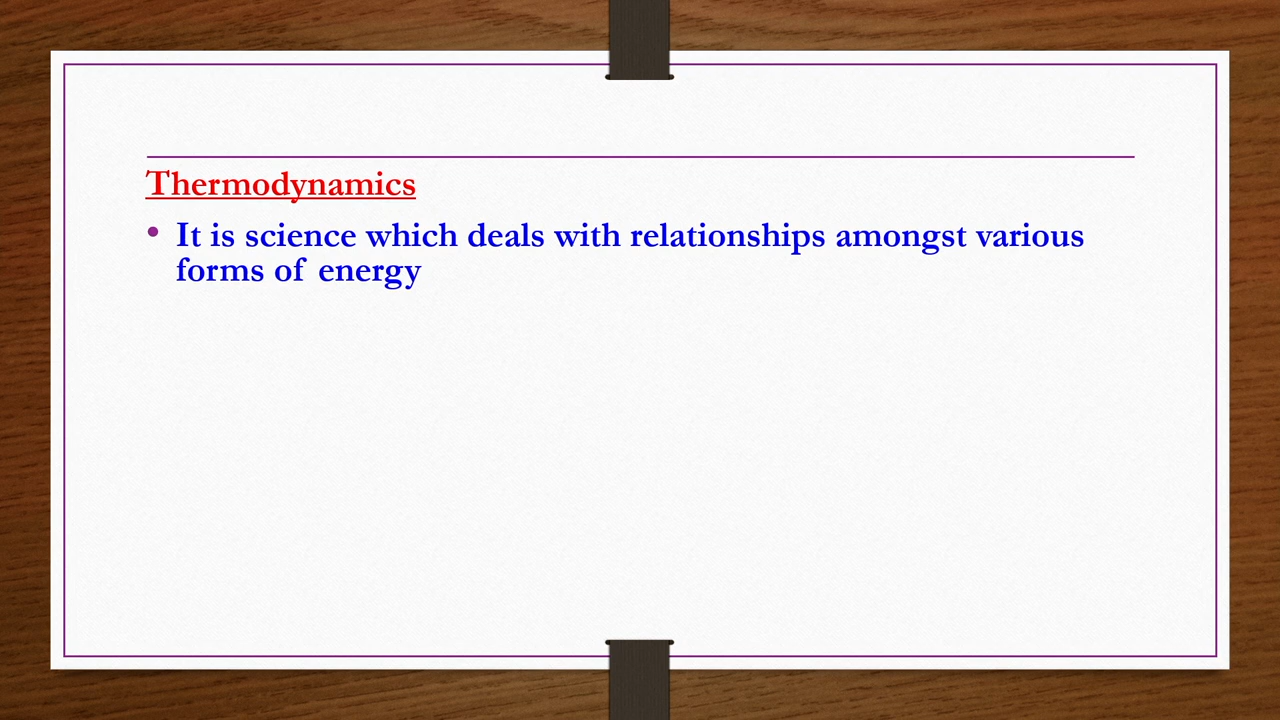 Thermodynamics
• It is science which deals with relationships amongst various
forms of energy